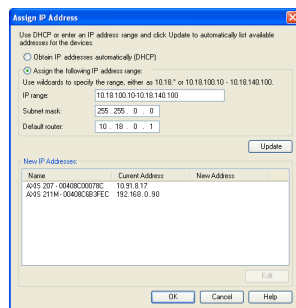 Assign IP Address
Use DHCP or enter an IP address range and click Update to automatically list available
addresses for the devices.
Obtain IP addresses automatically (DHCP)
Assign the following IP address range:
Use wildcards to specify the range, either as 10.18.* or 10.18.100.10 - 10.18.140.100.
IP range: 10.18.100.10-10.18.140.100
Subnet mask: 255 . 255 . 0 . 0
Default router: 10 . 18 . 0 . 1
Update
New IP Addresses:
Name Current Address New Address
AXIS 207 - 00408C00078C 10.91.8.17
AXIS 211M - 00408C6B3FEC 192.168.0.90
Edit
OK Cancel Help